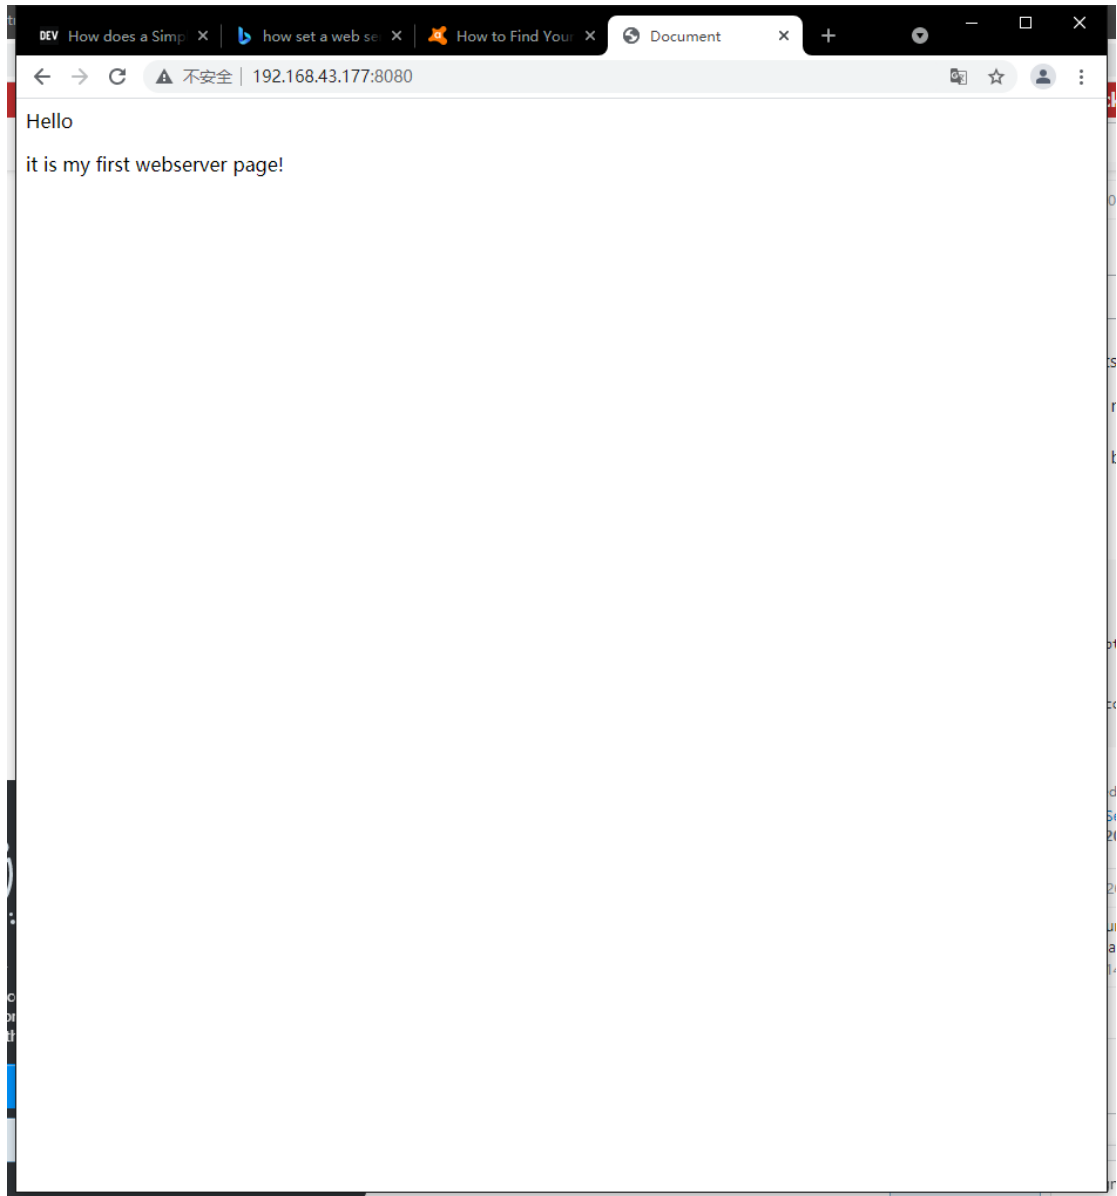 DEV How does a Simp
how set a web se
How to Find Your
Document
不安全 192.168.43.177:8080
Hello
it is my first webserver page!